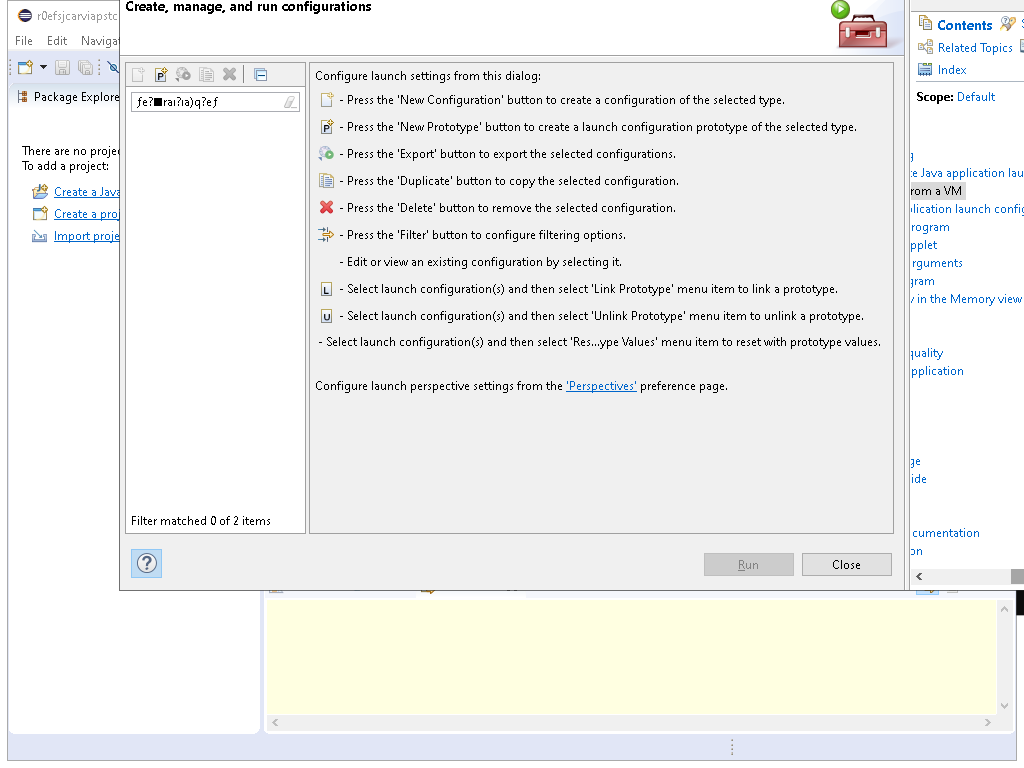 Create, manage, and run configurations
r0efsjcarviapstc
File Edit Navigat
Package Explore
There are no projec
To add a project:
Create a Java
Create a proj
Import proje
ƒe?■raı?ıa)q?eƒ
Filter matched 0 of 2 items
Configure launch settings from this dialog:
P - Press the 'New Configuration' button to create a configuration of the selected type.
P - Press the 'New Prototype' button to create a launch configuration prototype of the selected type.
- Press the 'Export' button to export the selected configurations.
- Press the 'Duplicate' button to copy the selected configuration.
- Press the 'Delete' button to remove the selected configuration.
- Press the 'Filter' button to configure filtering options.
- Edit or view an existing configuration by selecting it.
L - Select launch configuration(s) and then select 'Link Prototype' menu item to link a prototype.
U - Select launch configuration(s) and then select 'Unlink Prototype' menu item to unlink a prototype.
- Select launch configuration(s) and then select 'Res...ype Values' menu item to reset with prototype values.
Configure launch perspective settings from the 'Perspectives' preference page.
?
Run
Close
Contents
Related Topics
Index
Scope: Default
te Java application lau
rom a VM
plication launch config
rogram
pplet
rguments
gram
y in the Memory view
quality
pplication
ge
ide
cumentation
on